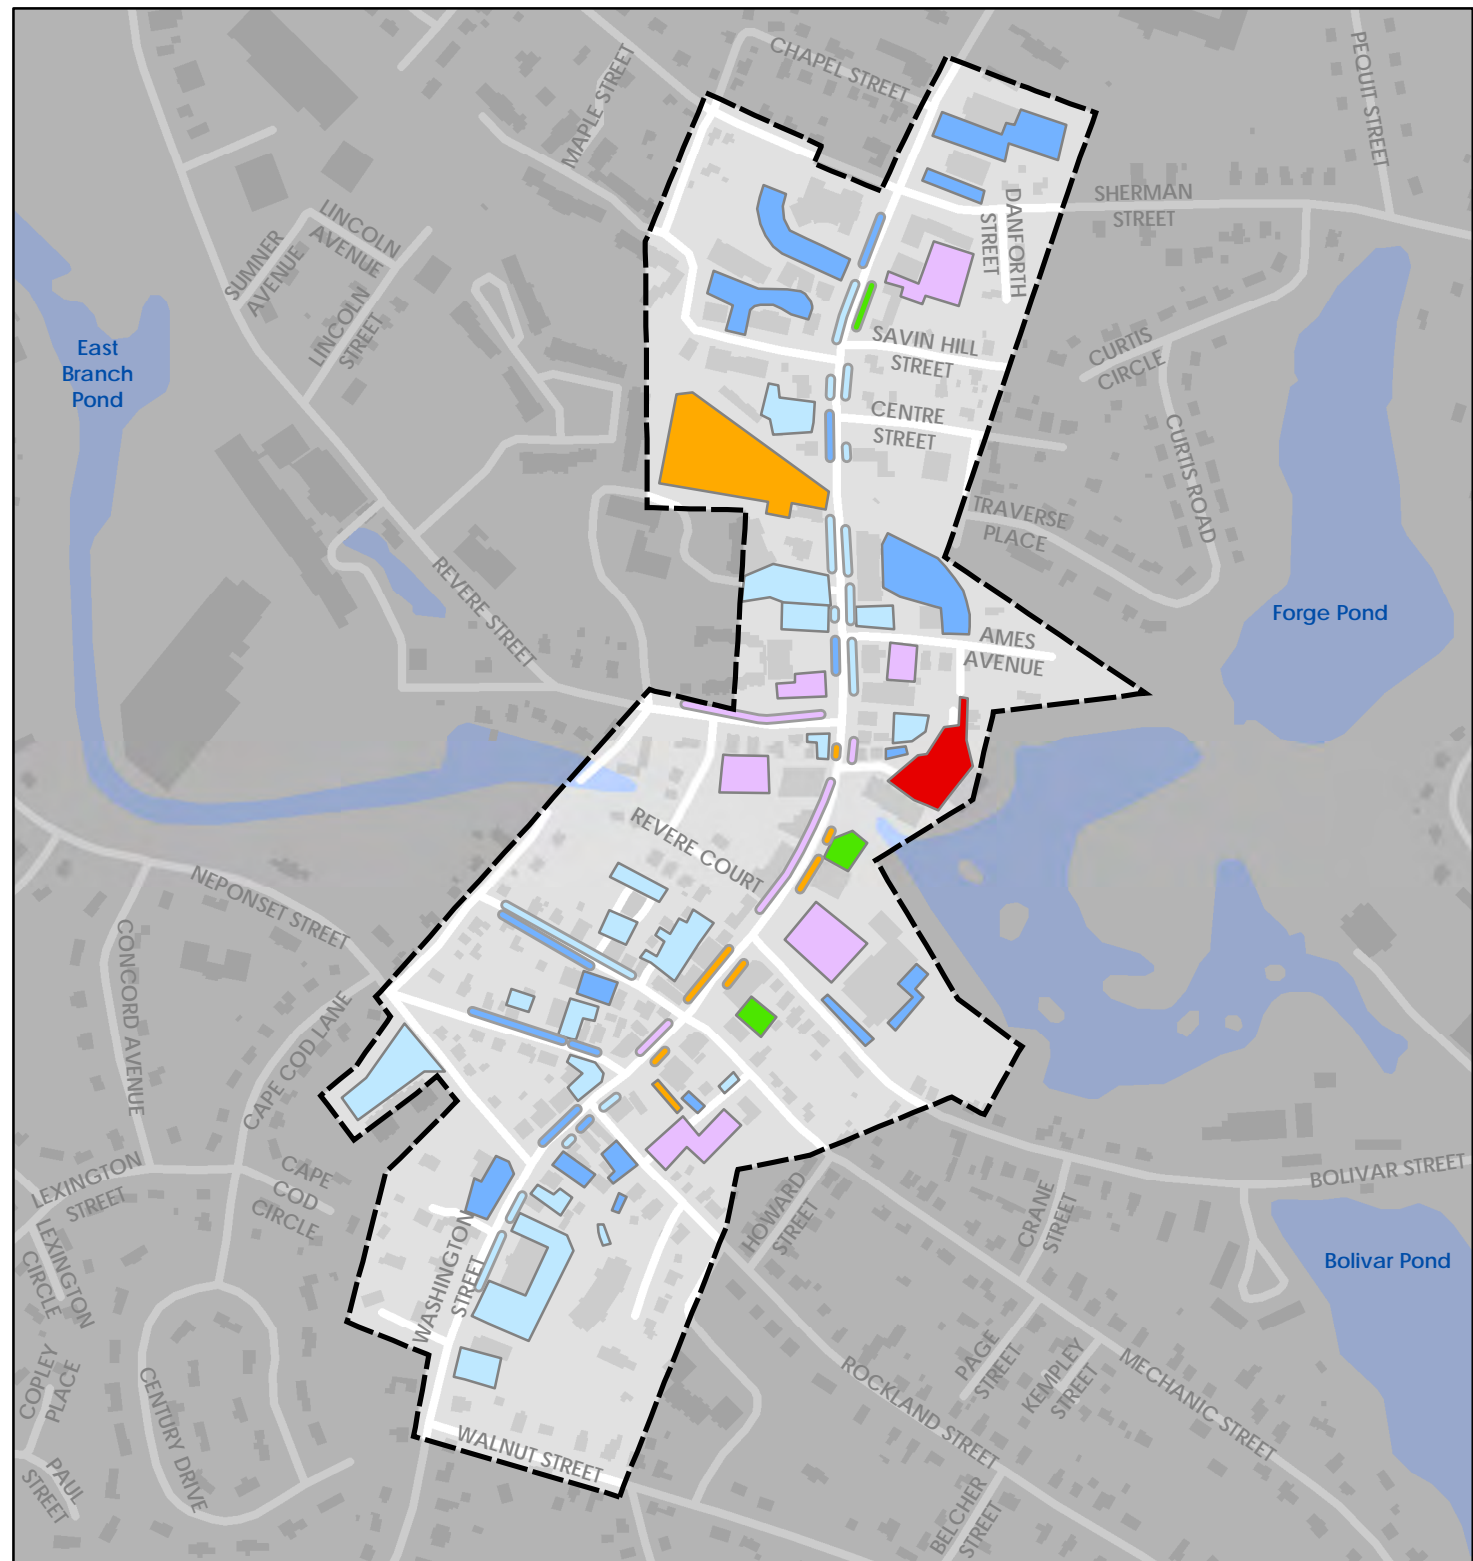 CHAPEL STREET
MAPLE STREET
PEQUIT STREET
SHERMAN
STREET
DANFORTH
STREET
LINCOLN
AVENUE
SUMNER
AVENUE
LINCOLN
STREET
SAVIN HILL
STREET
CURTIS
CIRCLE
East
Branch
Pond
CENTRE
STREET
CURTIS ROAD
TRAVERSE
PLACE
REVERE STREET
Forge Pond
AMES
AVENUE
REVERE COURT
NEPONSET STREET
CONCORD AVENUE
CAPE COD LANE
LEXINGTON
STREET
CAPE
COD
CIRCLE
BOLIVAR STREET
HOWARD
STREET
CRANE
STREET
LEXINGTON
CIRCLE
WASHINGTON
STREET
Bolivar Pond
COPLEY
PLACE
CENTURY DRIVE
PAGE
STREET
KEMPLEY
STREET
MECHANIC STREET
ROCKLAND STREET
WALNUT STREET
PAUL
STREET
BELCHER
STREET